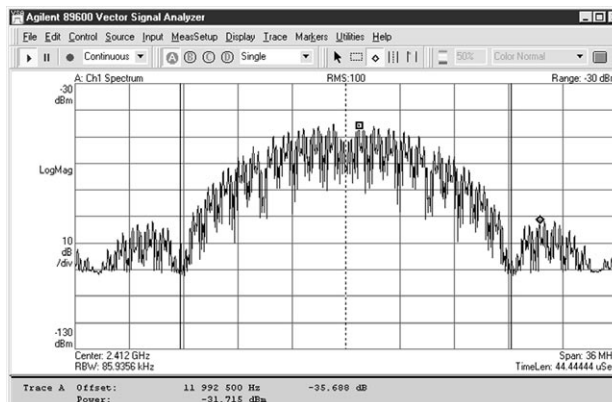 Agilent 89600 Vector Signal Analyzer
File Edit Control Source Input MeasSetup Display Trace Markers Utilities Help
Continuous A B C D Single 50% Color Normal
A: Ch1 Spectrum RMS:100 Range: -30 dBm
-30
dBm
LogMag
10
dB
/div
-130
dBm
Center: 2.412 GHz Span: 36 MH
RBW: 85.9356 kHz TimeLen: 44.44444 uSe
Trace A Offset: 11 992 500 Hz -35.688 dB
Power: -31.715 dBm